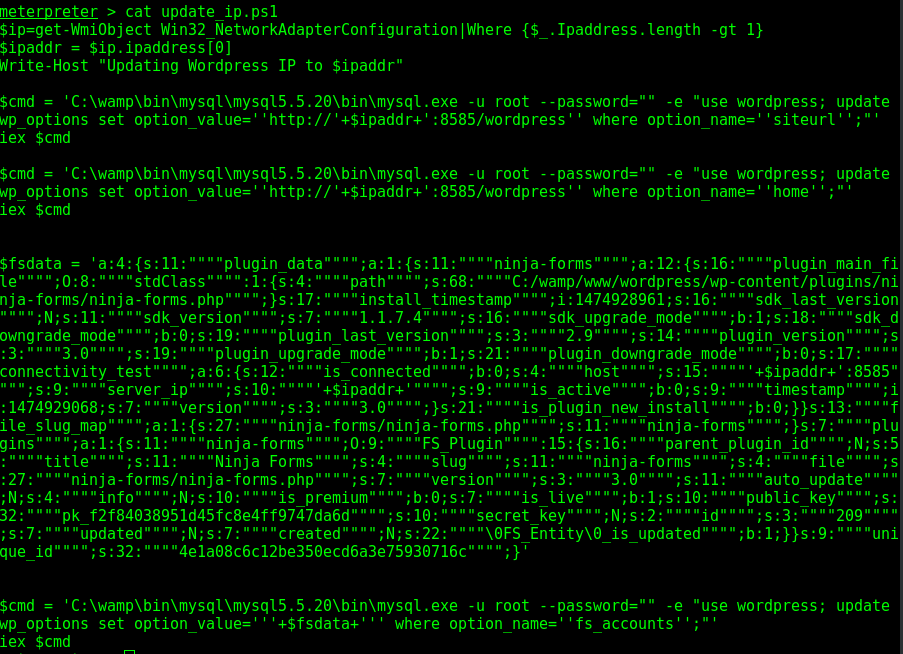 meterpreter > cat update_ip.ps1
$ip=get-WmiObject Win32_NetworkAdapterConfiguration|Where {$_.Ipaddress.length -gt 1}
$ipaddr = $ip.ipaddress[0]
Write-Host "Updating Wordpress IP to $ipaddr"
$cmd = 'C:\wamp\bin\mysql\mysql5.5.20\bin\mysql.exe -u root --password="" -e "use wordpress; update
wp_options set option_value=''http://'+$ipaddr+':8585/wordpress'' where option_name=''siteurl'';"'
iex $cmd
$cmd = 'C:\wamp\bin\mysql\mysql5.5.20\bin\mysql.exe -u root --password="" -e "use wordpress; update
wp_options set option_value=''http://'+$ipaddr+':8585/wordpress'' where option_name=''home'';"'
iex $cmd
$fsdata = 'a:4:{s:11:""""plugin_data"""";a:1:{s:11:""""ninja-forms"""";a:12:{s:16:""""plugin_main_fi
le"""";O:8:""""stdClass"""":1:{s:4:""""path"""";s:68:""""C:/wamp/www/wordpress/wp-content/plugins/ni
nja-forms/ninja-forms.php"""";}s:17:""""install_timestamp"""";i:1474928961;s:16:""""sdk_last_version
"""";N;s:11:""""sdk_version"""";s:7:""""1.1.7.4"""";s:16:""""sdk_upgrade_mode"""";b:1;s:18:""""sdk_d
owngrade_mode"""";b:0;s:19:""""plugin_last_version"""";s:3:""""2.9"""";s:14:""""plugin_version"""";s
:3:""""3.0"""";s:19:""""plugin_upgrade_mode"""";b:1;s:21:""""plugin_downgrade_mode"""";b:0;s:17:""""
connectivity_test"""";a:6:{s:12:""""is_connected"""";b:0;s:4:""""host"""";s:15:""""'+$ipaddr+':8585"
""";s:9:""""server_ip"""";s:10:""""'+$ipaddr+'"""";s:9:""""is_active"""";b:0;s:9:""""timestamp"""";i
:1474929068;s:7:""""version"""";s:3:""""3.0"""";}s:21:""""is_plugin_new_install"""";b:0;}}s:13:""""f
ile_slug_map"""";a:1:{s:27:""""ninja-forms/ninja-forms.php"""";s:11:""""ninja-forms"""";}s:7:""""plu
gins"""";a:1:{s:11:""""ninja-forms"""";O:9:""""FS_Plugin"""":15:{s:16:""""parent_plugin_id"""";N;s:5
:""""title"""";s:11:""""Ninja Forms"""";s:4:""""slug"""";s:11:""""ninja-forms"""";s:4:""""file"""";s
:27:""""ninja-forms/ninja-forms.php"""";s:7:""""version"""";s:3:""""3.0"""";s:11:""""auto_update""""
;N;s:4:""""info"""";N;s:10:""""is_premium"""";b:0;s:7:""""is_live"""";b:1;s:10:""""public_key"""";s:
32:""""pk_f2f84038951d45fc8e4ff9747da6d"""";s:10:""""secret_key"""";N;s:2:""""id"""";s:3:""""209""""
;s:7:""""updated"""";N;s:7:""""created"""";N;s:22:""""\0FS_Entity\0_is_updated"""";b:1;}}s:9:""""uni
que_id"""";s:32:""""4e1a08c6c12be350ecd6a3e75930716c"""";}'
$cmd = 'C:\wamp\bin\mysql\mysql5.5.20\bin\mysql.exe -u root --password="" -e "use wordpress; update
wp_options set option_value='''+$fsdata+''' where option_name=''fs_accounts'';"'
iex $cmd